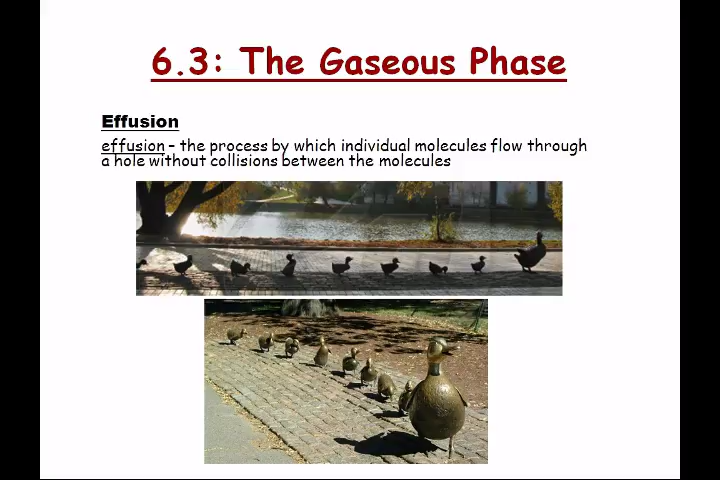 6.3: The Gaseous Phase
Effusion
effusion – the process by which individual molecules flow through
a hole without collisions between the molecules